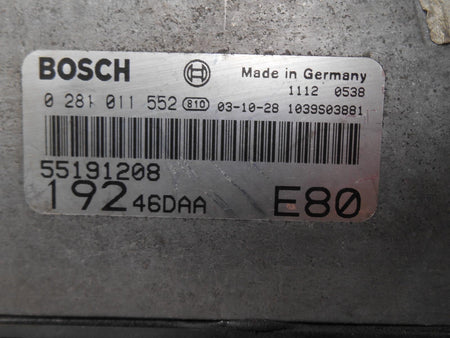 BOSCH Made in Germany
1112 0538
0 281 011 552 810 03-10-28 1039S03881
55191208
192 46DAA E80